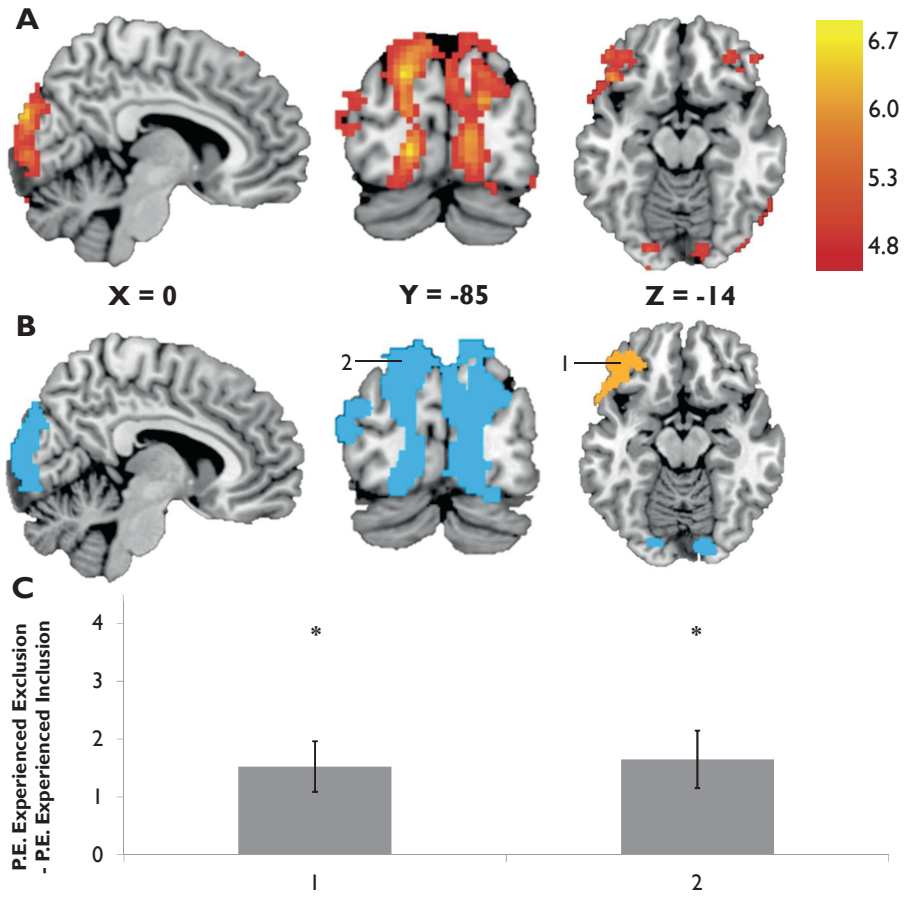 A
6.7
6.0
5.3
4.8
X = 0
Y = -85
Z = -14
B
2
1
C
P.E. Experienced Exclusion
- P.E. Experienced Inclusion
4
3
2
1
0
*
*
1
2